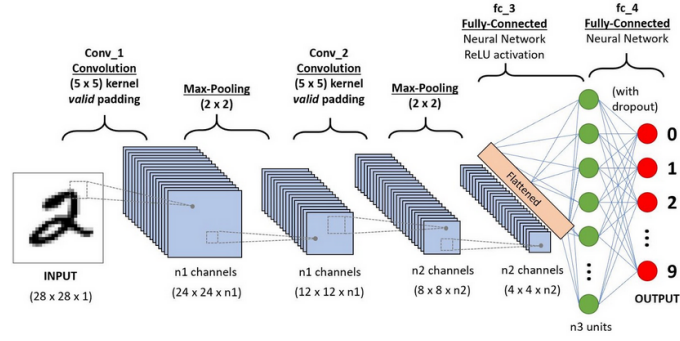 fc_3
Fully-Connected
Neural Network
ReLU activation
fc_4
Fully-Connected
Neural Network
Conv_1
Convolution
(5 x 5) kernel
valid padding
Max-Pooling
(2 x 2)
Conv_2
Convolution
(5 x 5) kernel
valid padding
Max-Pooling
(2 x 2)
(with
dropout)
Flattened
0
1
2
9
INPUT
(28 x 28 x 1)
n1 channels
(24 x 24 x n1)
n1 channels
(12 x 12 x n1)
n2 channels
(8 x 8 x n2)
n2 channels
(4 x 4 x n2)
OUTPUT
n3 units